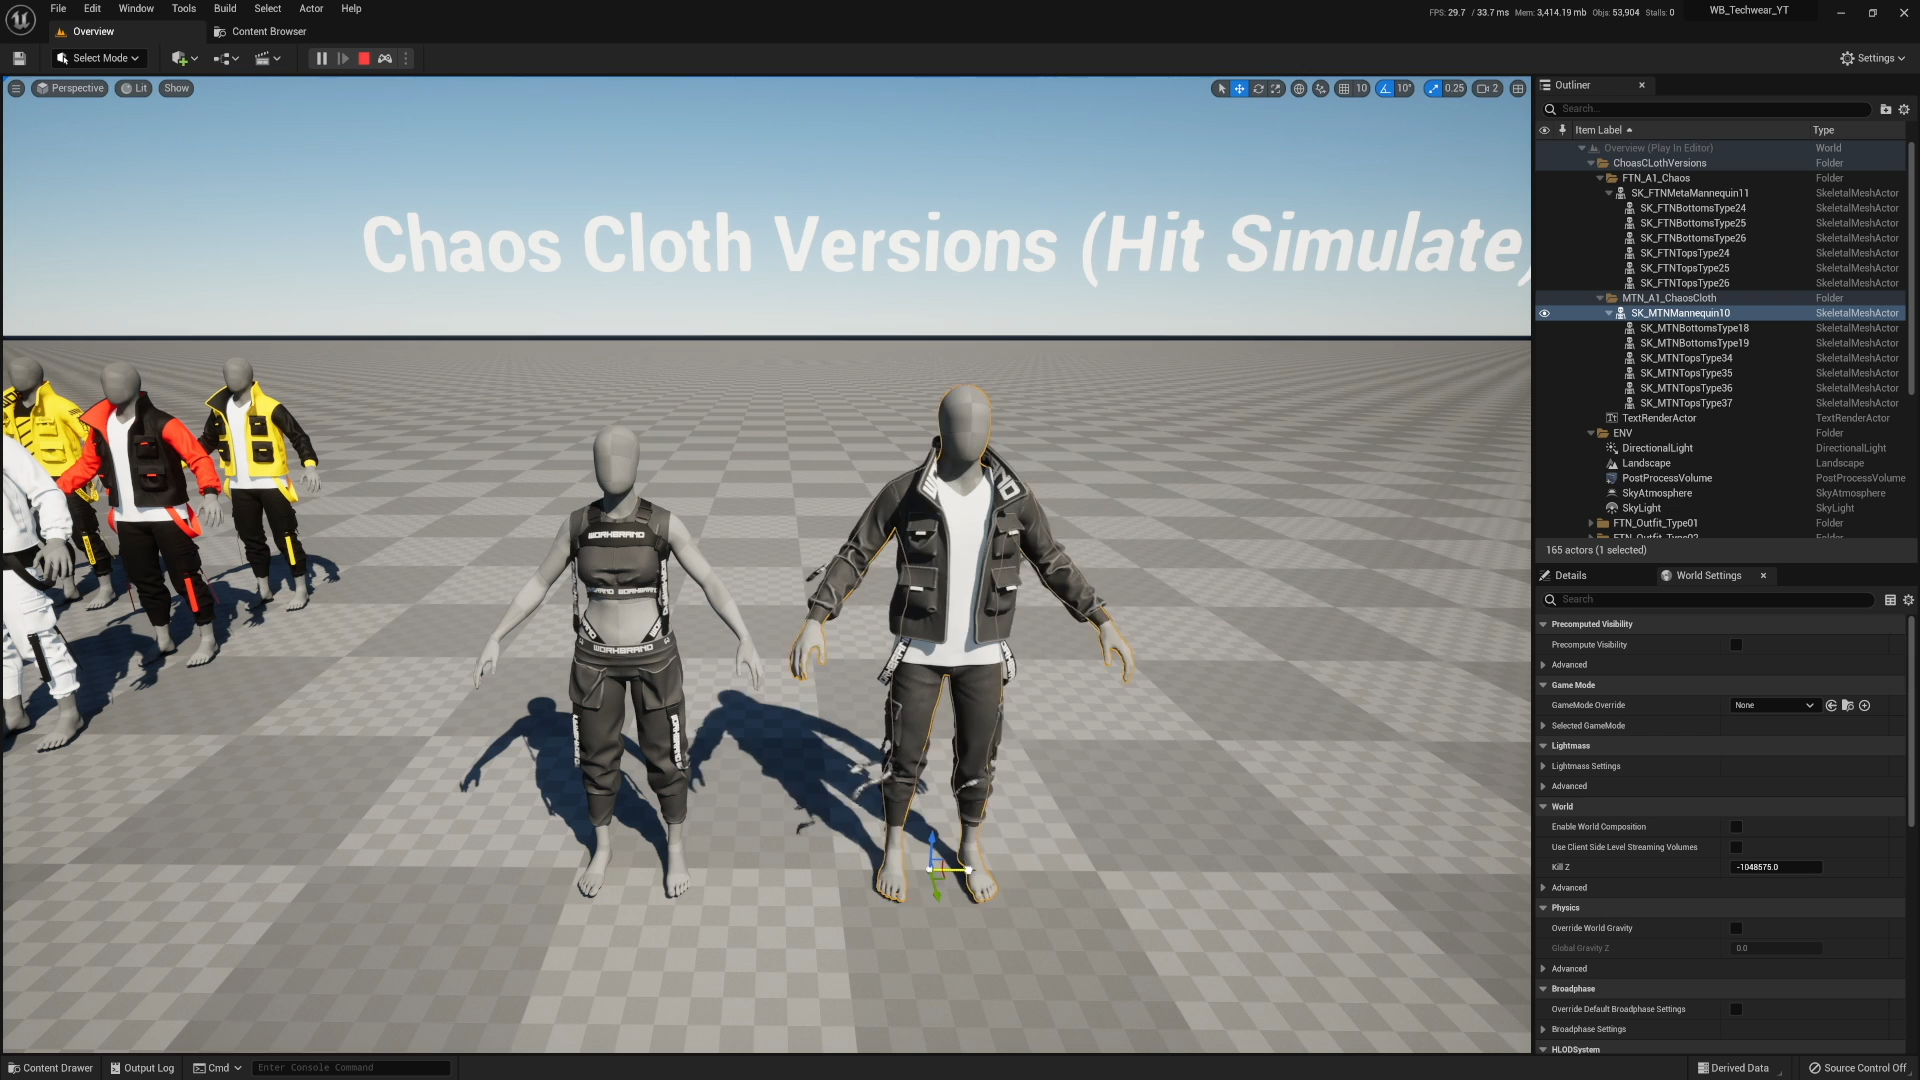 File Edit Window Tools Build Select Actor Help
FPS: 29.7 / 33.7 ms Mem: 3,414.19 mb Objs: 53,904 Stalls: 0
WB_Techwear_YT
Overview
Content Browser
Select Mode
Settings
Perspective
Lit
Show
10
10°
0.25
2
Chaos Cloth Versions (Hit Simulate)
WORKBRAND
WORKBRAND
WORKBRAND
Outliner
Search...
Item Label Type
Overview (Play In Editor) World
ChoasCLothVersions Folder
FTN_A1_Chaos Folder
SK_FTNMetaMannequin11 SkeletalMeshActor
SK_FTNBottomsType24 SkeletalMeshActor
SK_FTNBottomsType25 SkeletalMeshActor
SK_FTNBottomsType26 SkeletalMeshActor
SK_FTNTopsType24 SkeletalMeshActor
SK_FTNTopsType25 SkeletalMeshActor
SK_FTNTopsType26 SkeletalMeshActor
MTN_A1_ChaosCloth Folder
SK_MTNMannequin10 SkeletalMeshActor
SK_MTNBottomsType18 SkeletalMeshActor
SK_MTNBottomsType19 SkeletalMeshActor
SK_MTNTopsType34 SkeletalMeshActor
SK_MTNTopsType35 SkeletalMeshActor
SK_MTNTopsType36 SkeletalMeshActor
SK_MTNTopsType37 SkeletalMeshActor
TextRenderActor TextRenderActor
ENV Folder
DirectionalLight DirectionalLight
Landscape Landscape
PostProcessVolume PostProcessVolume
SkyAtmosphere SkyAtmosphere
SkyLight SkyLight
FTN_Outfit_Type01 Folder
FTN_Outfit_Type02 Folder
165 actors (1 selected)
Details
World Settings
Search
Precomputed Visibility
Precompute Visibility
Advanced
Game Mode
GameMode Override None
Selected GameMode
Lightmass
Lightmass Settings
Advanced
World
Enable World Composition
Use Client Side Level Streaming Volumes
Kill Z -1048575.0
Advanced
Physics
Override World Gravity
Global Gravity Z 0.0
Advanced
Broadphase
Override Default Broadphase Settings
Broadphase Settings
HLODSystem
Content Drawer
Output Log
Cmd
Enter Console Command
Derived Data
Source Control Off